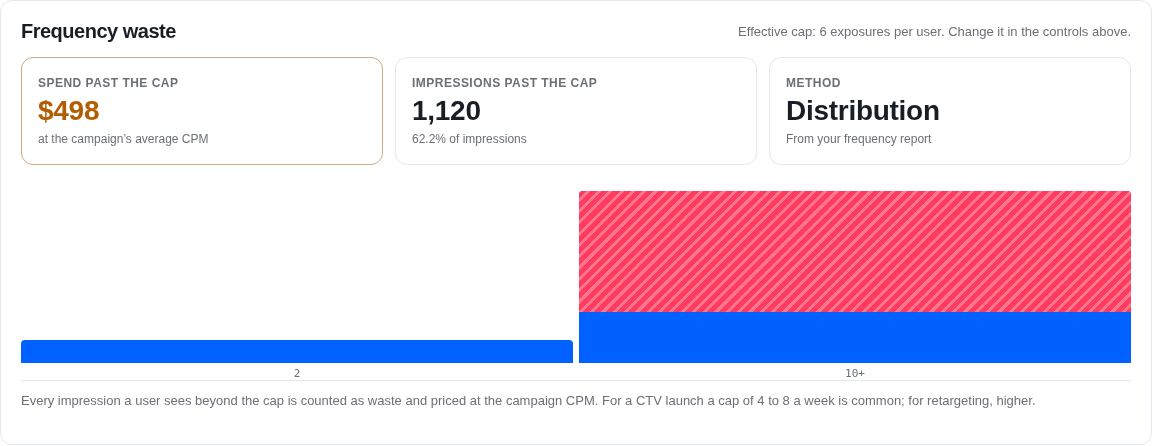 Frequency waste
Effective cap: 6 exposures per user. Change it in the controls above.
SPEND PAST THE CAP
$498
at the campaign’s average CPM
IMPRESSIONS PAST THE CAP
1,120
62.2% of impressions
METHOD
Distribution
From your frequency report
2
10+
Every impression a user sees beyond the cap is counted as waste and priced at the campaign CPM. For a CTV launch a cap of 4 to 8 a week is common; for retargeting, higher.